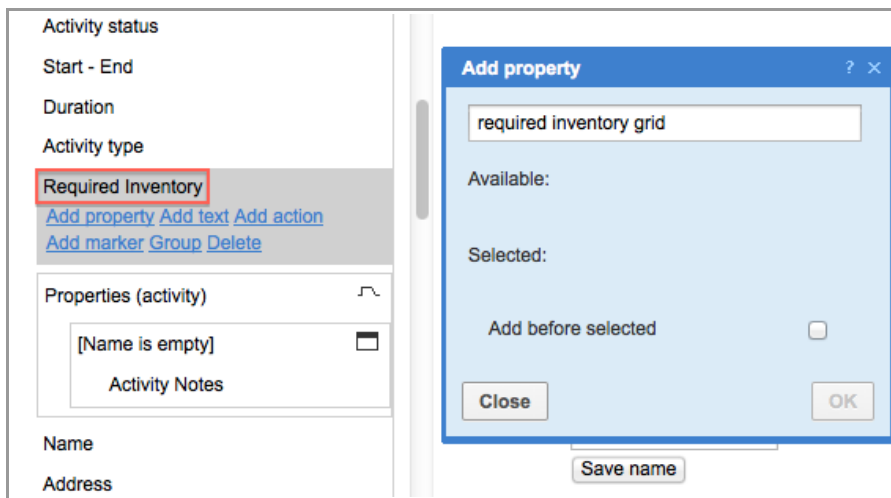 Activity status
Start - End
Duration
Activity type
Required Inventory
Add property Add text Add action
Add marker Group Delete
Properties (activity)
[Name is empty]
Activity Notes
Name
Address
Add property ? ×
required inventory grid
Available:
Selected:
Add before selected
Close OK
Save name